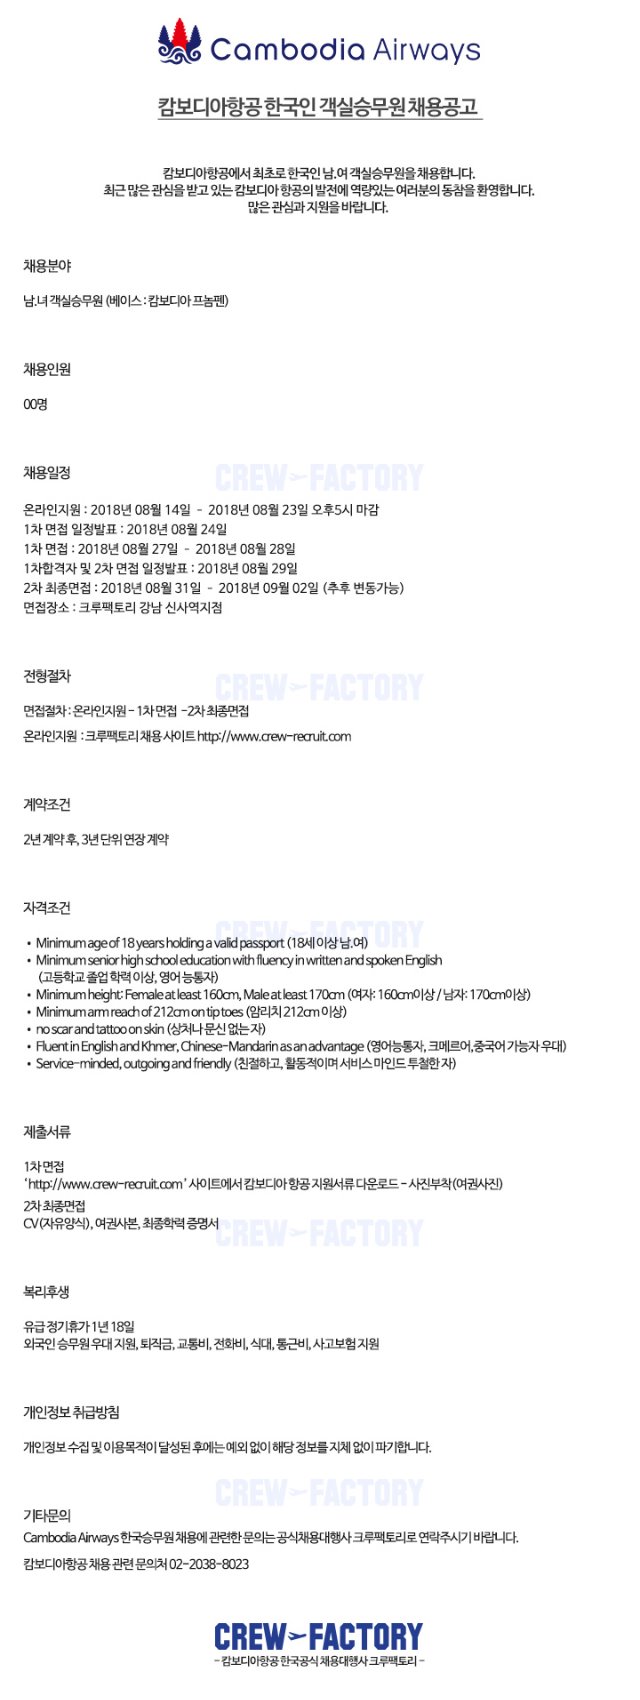 Cambodia Airways
캄보디아항공 한국인 객실승무원 채용공고
캄보디아항공에서 최초로 한국인 남.여 객실승무원을 채용합니다.
최근 많은 관심을 받고 있는 캄보디아 항공의 발전에 역량있는 여러분의 동참을 환영합니다.
많은 관심과 지원을 바랍니다.
채용분야
남.녀 객실승무원 (베이스 : 캄보디아 프놈펜)
채용인원
00명
CREW FACTORY
채용일정
온라인지원 : 2018년 08월 14일 - 2018년 08월 23일 오후5시 마감
1차 면접 일정발표 : 2018년 08월 24일
1차 면접 : 2018년 08월 27일 - 2018년 08월 28일
1차합격자 및 2차 면접 일정발표 : 2018년 08월 29일
2차 최종면접 : 2018년 08월 31일 - 2018년 09월 02일 (추후 변동가능)
면접장소 : 크루팩토리 강남 신사역지점
전형절차
CREW FACTORY
면접절차 : 온라인지원 - 1차 면접 -2차 최종면접
온라인지원 : 크루팩토리 채용 사이트 http://www.crew-recruit.com
계약조건
2년 계약 후, 3년 단위 연장 계약
자격조건
CREW FACTORY
• Minimum age of 18 years holding a valid passport (18세 이상 남.여)
• Minimum senior high school education with fluency in written and spoken English
(고등학교 졸업 학력 이상, 영어 능통자)
• Minimum height: Female at least 160cm, Male at least 170cm (여자: 160cm이상 / 남자: 170cm이상)
• Minimum arm reach of 212cm on tip toes (암리치 212cm 이상)
• no scar and tattoo on skin (상처나 문신 없는 자)
• Fluent in English and Khmer, Chinese-Mandarin as an advantage (영어능통자, 크메르어,중국어 가능자 우대)
• Service-minded, outgoing and friendly (친절하고, 활동적이며 서비스 마인드 투철한 자)
제출서류
1차 면접
‘http://www.crew-recruit.com’ 사이트에서 캄보디아 항공 지원서류 다운로드 - 사진부착(여권사진)
2차 최종면접
CV(자유양식), 여권사본, 최종학력 증명서
CREW FACTORY
복리후생
유급 정기휴가 1년 18일
외국인 승무원 우대 지원, 퇴직금, 교통비, 전화비, 식대, 통근비, 사고보험 지원
개인정보 취급방침
개인정보 수집 및 이용목적이 달성된 후에는 예외 없이 해당 정보를 지체 없이 파기합니다.
CREW FACTORY
기타문의
Cambodia Airways 한국승무원 채용에 관련한 문의는 공식채용대행사 크루팩토리로 연락주시기 바랍니다.
캄보디아항공 채용 관련 문의처 02-2038-8023
CREW FACTORY
- 캄보디아항공 한국공식 채용대행사 크루팩토리 -